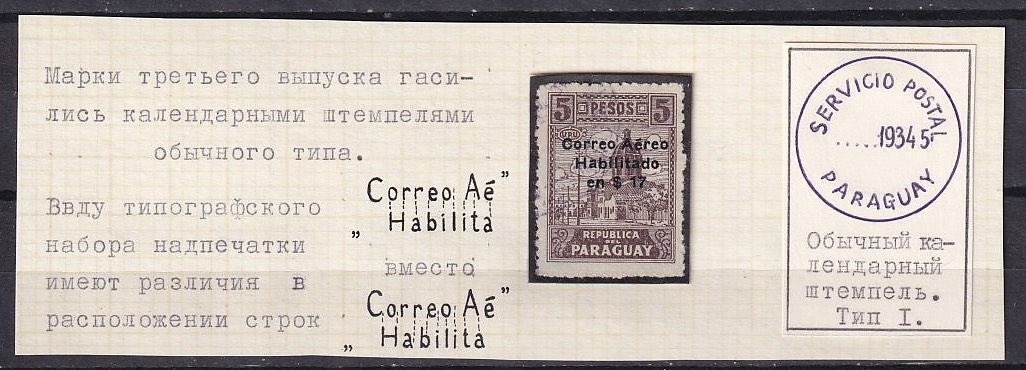 Марки третьего выпуска гаси-
лись календарными штемпелями
обычного типа.
Ввду типографского
набора надпечатки
имеют различия в
расположении строк
Correo Aé”
„ Habilita
вместо
Correo Aé”
„ Habilita
5 PESOS 5
UPU
Correo Aéreo
Habilitado
en $ 17
REPUBLICA
DEL
PARAGUAY
SERVICIO POSTAL
.....1934 5
PARAGUAY
Обычный ка-
лендарный
штемпель.
Тип I.